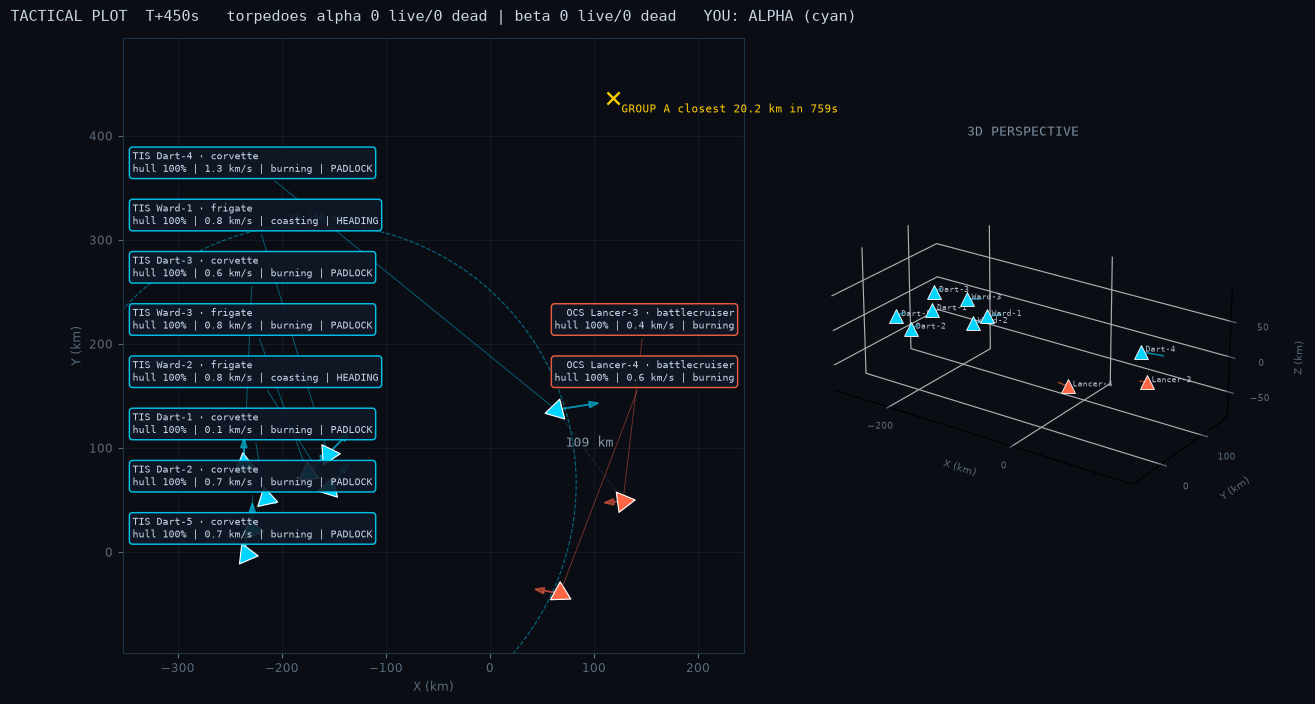 TACTICAL PLOT  T+450s   torpedoes alpha 0 live/0 dead | beta 0 live/0 dead   YOU: ALPHA (cyan)
GROUP A closest 20.2 km in 759s
TIS Dart-4 · corvette
hull 100% | 1.3 km/s | burning | PADLOCK
TIS Ward-1 · frigate
hull 100% | 0.8 km/s | coasting | HEADING
TIS Dart-3 · corvette
hull 100% | 0.6 km/s | burning | PADLOCK
TIS Ward-3 · frigate
hull 100% | 0.8 km/s | burning | PADLOCK
TIS Ward-2 · frigate
hull 100% | 0.8 km/s | coasting | HEADING
TIS Dart-1 · corvette
hull 100% | 0.1 km/s | burning | PADLOCK
TIS Dart-2 · corvette
hull 100% | 0.7 km/s | burning | PADLOCK
TIS Dart-5 · corvette
hull 100% | 0.7 km/s | burning | PADLOCK
OCS Lancer-3 · battlecruiser
hull 100% | 0.4 km/s | burning
OCS Lancer-4 · battlecruiser
hull 100% | 0.6 km/s | burning
109 km
400
300
200
100
0
Y (km)
−300
−200
−100
0
100
200
X (km)
3D PERSPECTIVE
Dart-3
Ward-3
Dart-1
Ward-1
Dart-2
Dart-4
Lancer-4
Lancer-3
−200
0
X (km)
0
100
Y (km)
50
0
−50
Z (km)